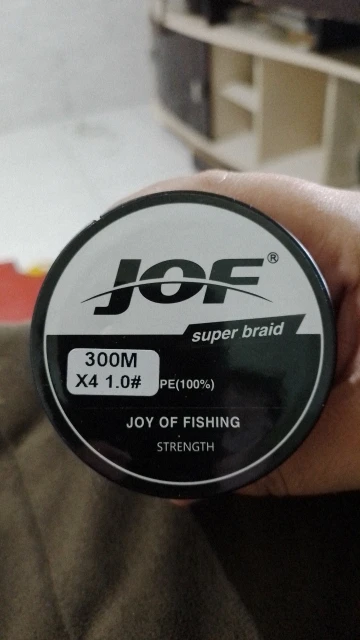 JOF®
super braid
300M
X4 1.0#
PE(100%)
JOY OF FISHING
STRENGTH